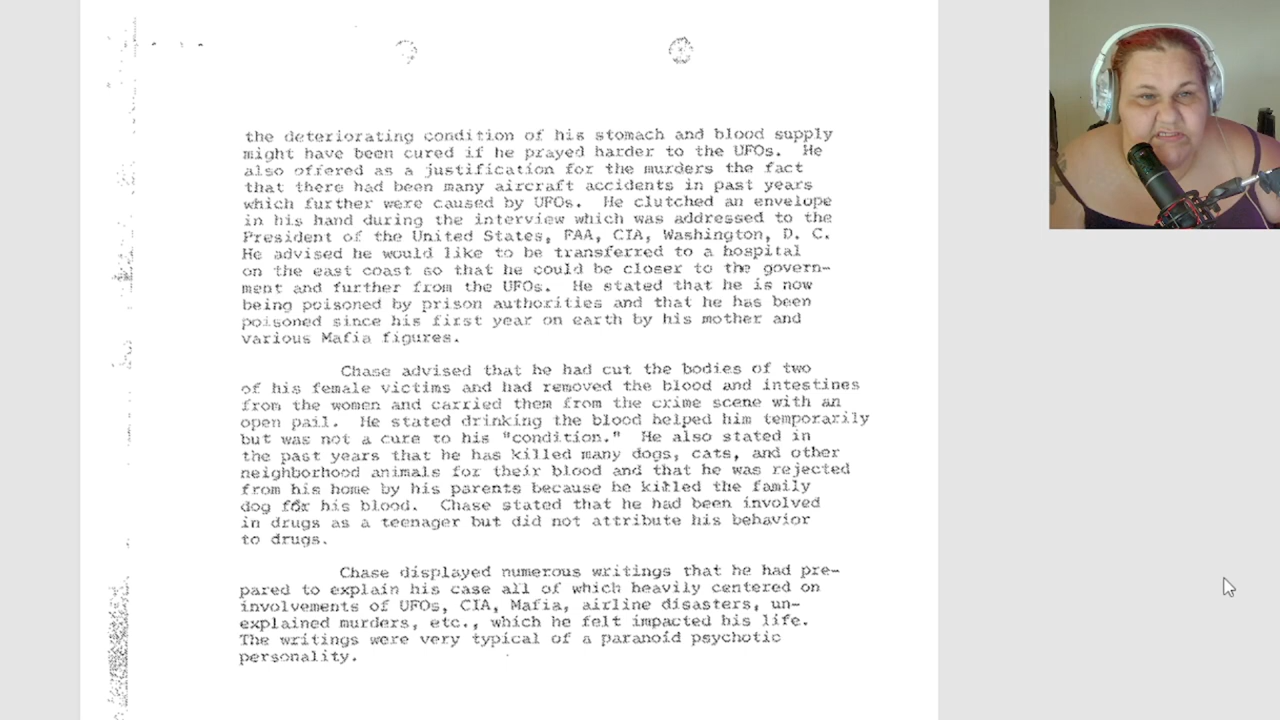 the deteriorating condition of his stomach and blood supply
might have been cured if he prayed harder to the UFOs.  He
also offered as a justification for the murders the fact
that there had been many aircraft accidents in past years
which further were caused by UFOs.  He clutched an envelope
in his hand during the interview which was addressed to the
President of the United States, FAA, CIA, Washington, D. C.
He advised he would like to be transferred to a hospital
on the east coast so that he could be closer to the govern-
ment and further from the UFOs.  He stated that he is now
being poisoned by prison authorities and that he has been
poisoned since his first year on earth by his mother and
various Mafia figures.
Chase advised that he had cut the bodies of two
of his female victims and had removed the blood and intestines
from the women and carried them from the crime scene with an
open pail.  He stated drinking the blood helped him temporarily
but was not a cure to his "condition."  He also stated in
the past years that he has killed many dogs, cats, and other
neighborhood animals for their blood and that he was rejected
from his home by his parents because he killed the family
dog for his blood.  Chase stated that he had been involved
in drugs as a teenager but did not attribute his behavior
to drugs.
Chase displayed numerous writings that he had pre-
pared to explain his case all of which heavily centered on
involvements of UFOs, CIA, Mafia, airline disasters, un-
explained murders, etc., which he felt impacted his life.
The writings were very typical of a paranoid psychotic
personality.